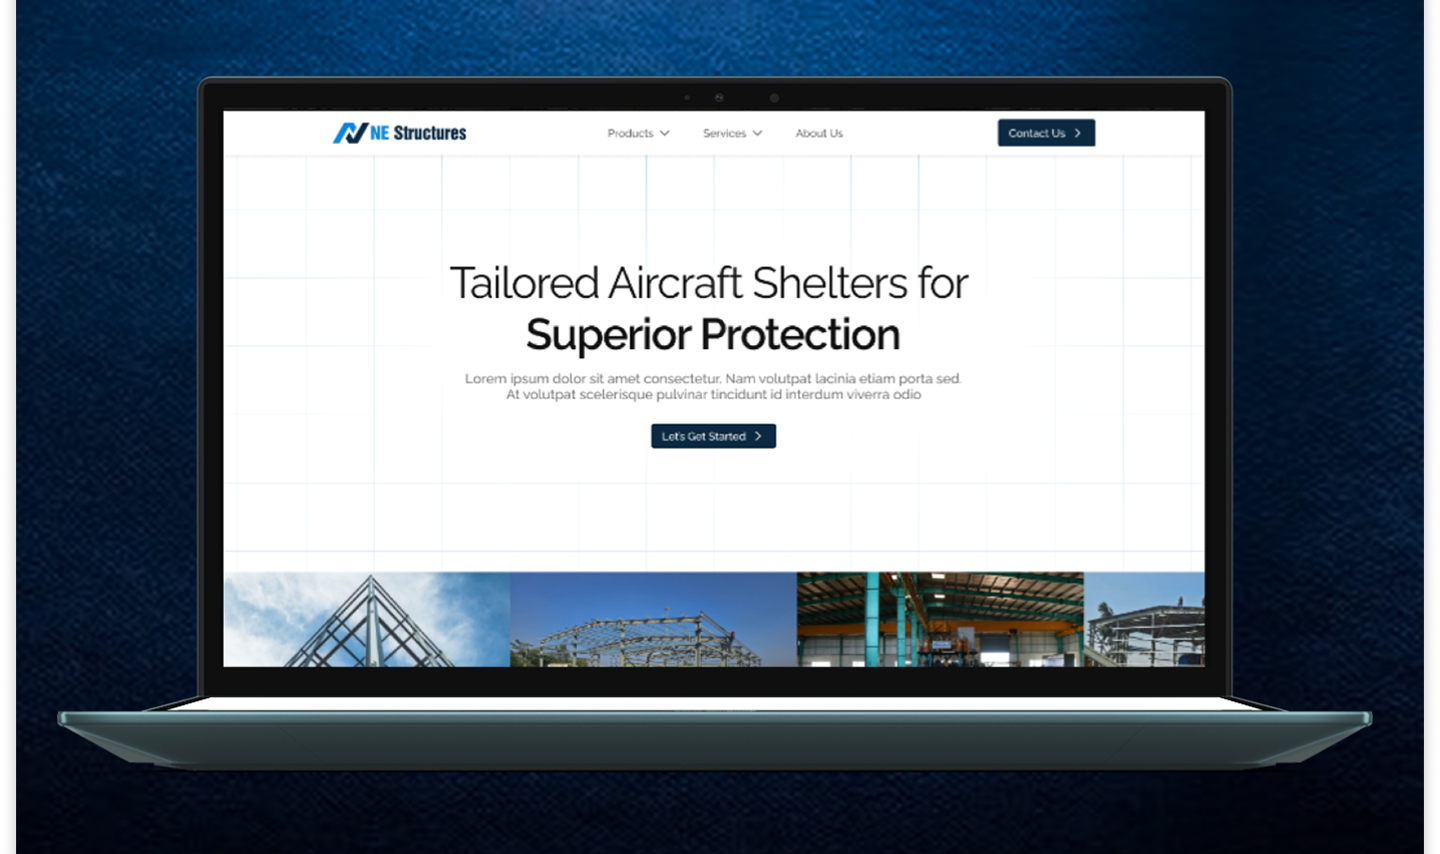 NE Structures
Products
Services
About Us
Contact Us
Tailored Aircraft Shelters for
Superior Protection
Lorem ipsum dolor sit amet consectetur. Nam volutpat lacinia etiam porta sed.
At volutpat scelerisque pulvinar tincidunt id interdum viverra odio
Let's Get Started